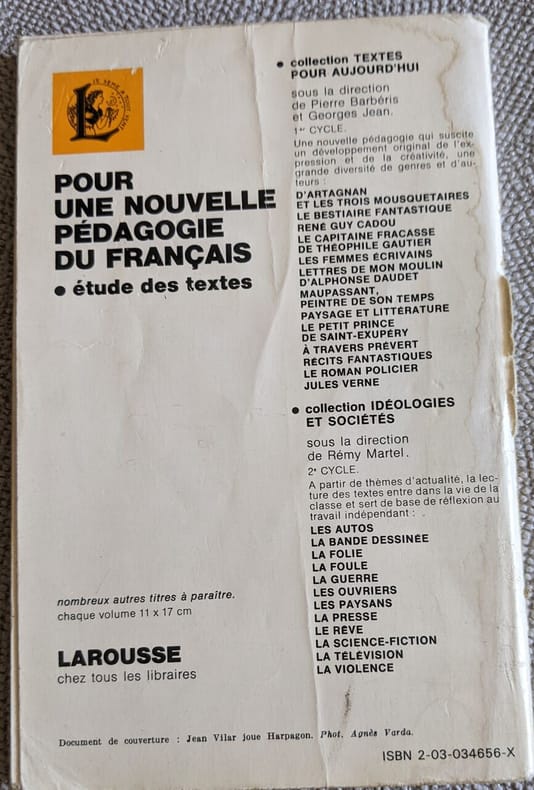 JE SÈME À TOUT VENT
POUR
UNE NOUVELLE
PÉDAGOGIE
DU FRANÇAIS
● étude des textes
nombreux autres titres à paraître.
chaque volume 11 x 17 cm
LAROUSSE
chez tous les libraires
● collection TEXTES
POUR AUJOURD'HUI
sous la direction
de Pierre Barbéris
et Georges Jean.
1er CYCLE.
Une nouvelle pédagogie qui suscite
un développement original de l'ex-
pression et de la créativité, une
grande diversité de genres et d'au-
teurs :
D'ARTAGNAN
ET LES TROIS MOUSQUETAIRES
LE BESTIAIRE FANTASTIQUE
RENÉ GUY CADOU
LE CAPITAINE FRACASSE
DE THÉOPHILE GAUTIER
LES FEMMES ÉCRIVAINS
LETTRES DE MON MOULIN
D'ALPHONSE DAUDET
MAUPASSANT,
PEINTRE DE SON TEMPS
PAYSAGE ET LITTÉRATURE
LE PETIT PRINCE
DE SAINT-EXUPÉRY
À TRAVERS PRÉVERT
RÉCITS FANTASTIQUES
LE ROMAN POLICIER
JULES VERNE
● collection IDÉOLOGIES
ET SOCIÉTÉS
sous la direction
de Rémy Martel.
2e CYCLE.
A partir de thèmes d'actualité, la lec-
ture des textes entre dans la vie de la
classe et sert de base de réflexion au
travail indépendant :
LES AUTOS
LA BANDE DESSINÉE
LA FOLIE
LA FOULE
LA GUERRE
LES OUVRIERS
LES PAYSANS
LA PRESSE
LE RÊVE
LA SCIENCE-FICTION
LA TÉLÉVISION
LA VIOLENCE
Document de couverture : Jean Vilar joue Harpagon. Phot. Agnès Varda.
ISBN 2-03-034656-X